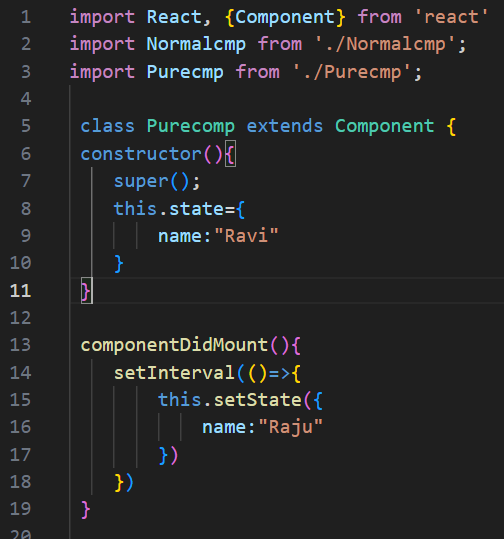 1 import React, {Component} from 'react'
2 import Normalcmp from './Normalcmp';
3 import Purecmp from './Purecmp';
4
5 class Purecomp extends Component {
6 constructor(){
7 super();
8 this.state={
9 name:"Ravi"
10 }
11 }
12
13 componentDidMount(){
14 setInterval(()=>{
15 this.setState({
16 name:"Raju"
17 })
18 })
19 }
20